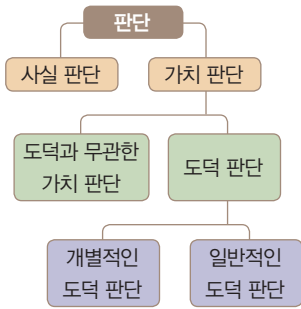 판단
사실 판단
가치 판단
도덕과 무관한
가치 판단
도덕 판단
개별적인
도덕 판단
일반적인
도덕 판단